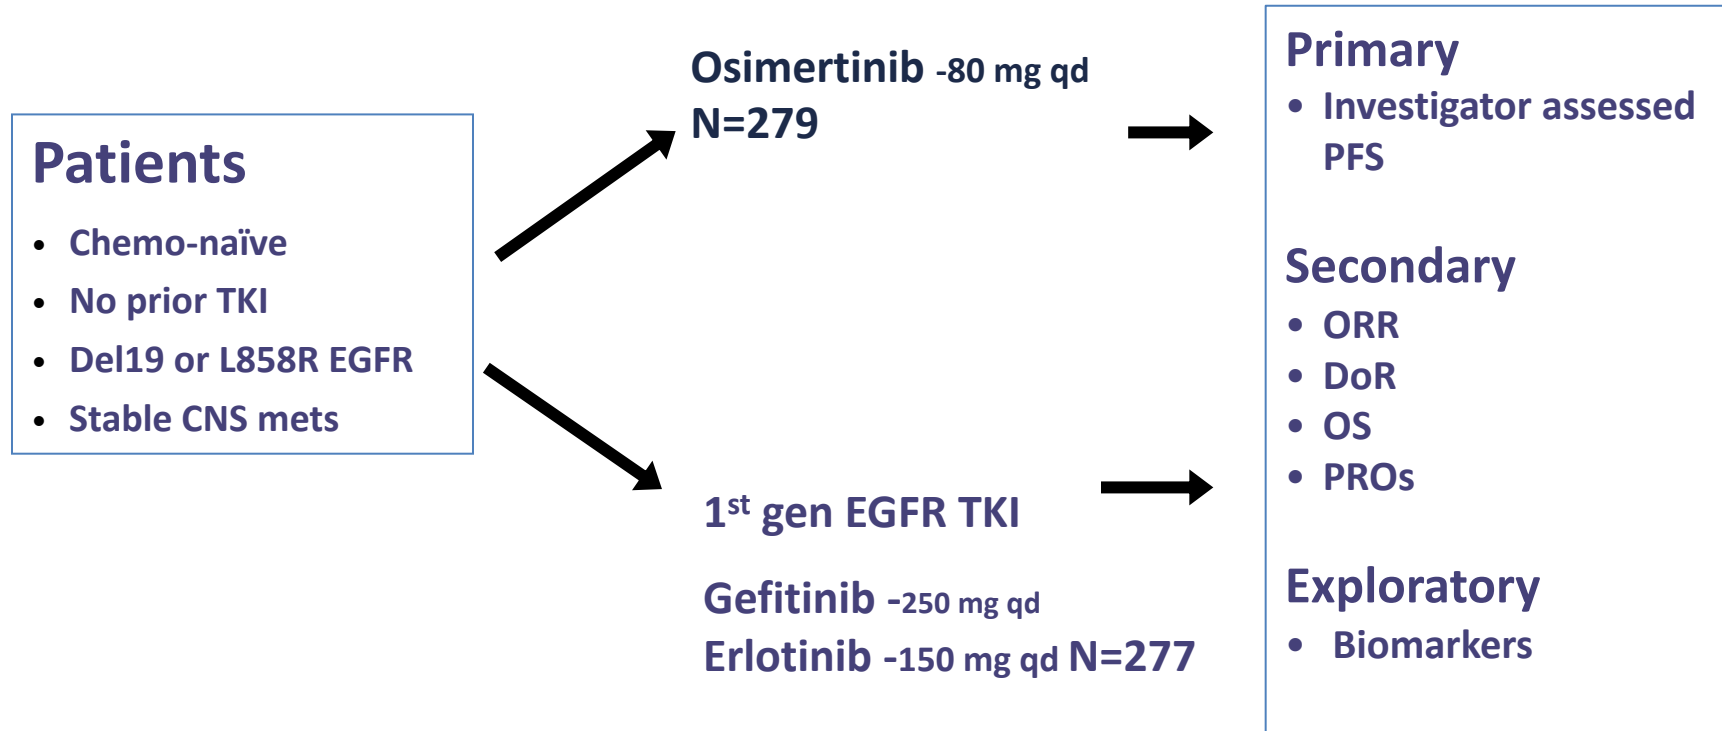 Patients
• Chemo-naïve
• No prior TKI
• Del19 or L858R EGFR
• Stable CNS mets
Osimertinib -80 mg qd
N=279
1st gen EGFR TKI
Gefitinib -250 mg qd
Erlotinib -150 mg qd N=277
Primary
• Investigator assessed
PFS
Secondary
• ORR
• DoR
• OS
• PROs
Exploratory
• Biomarkers